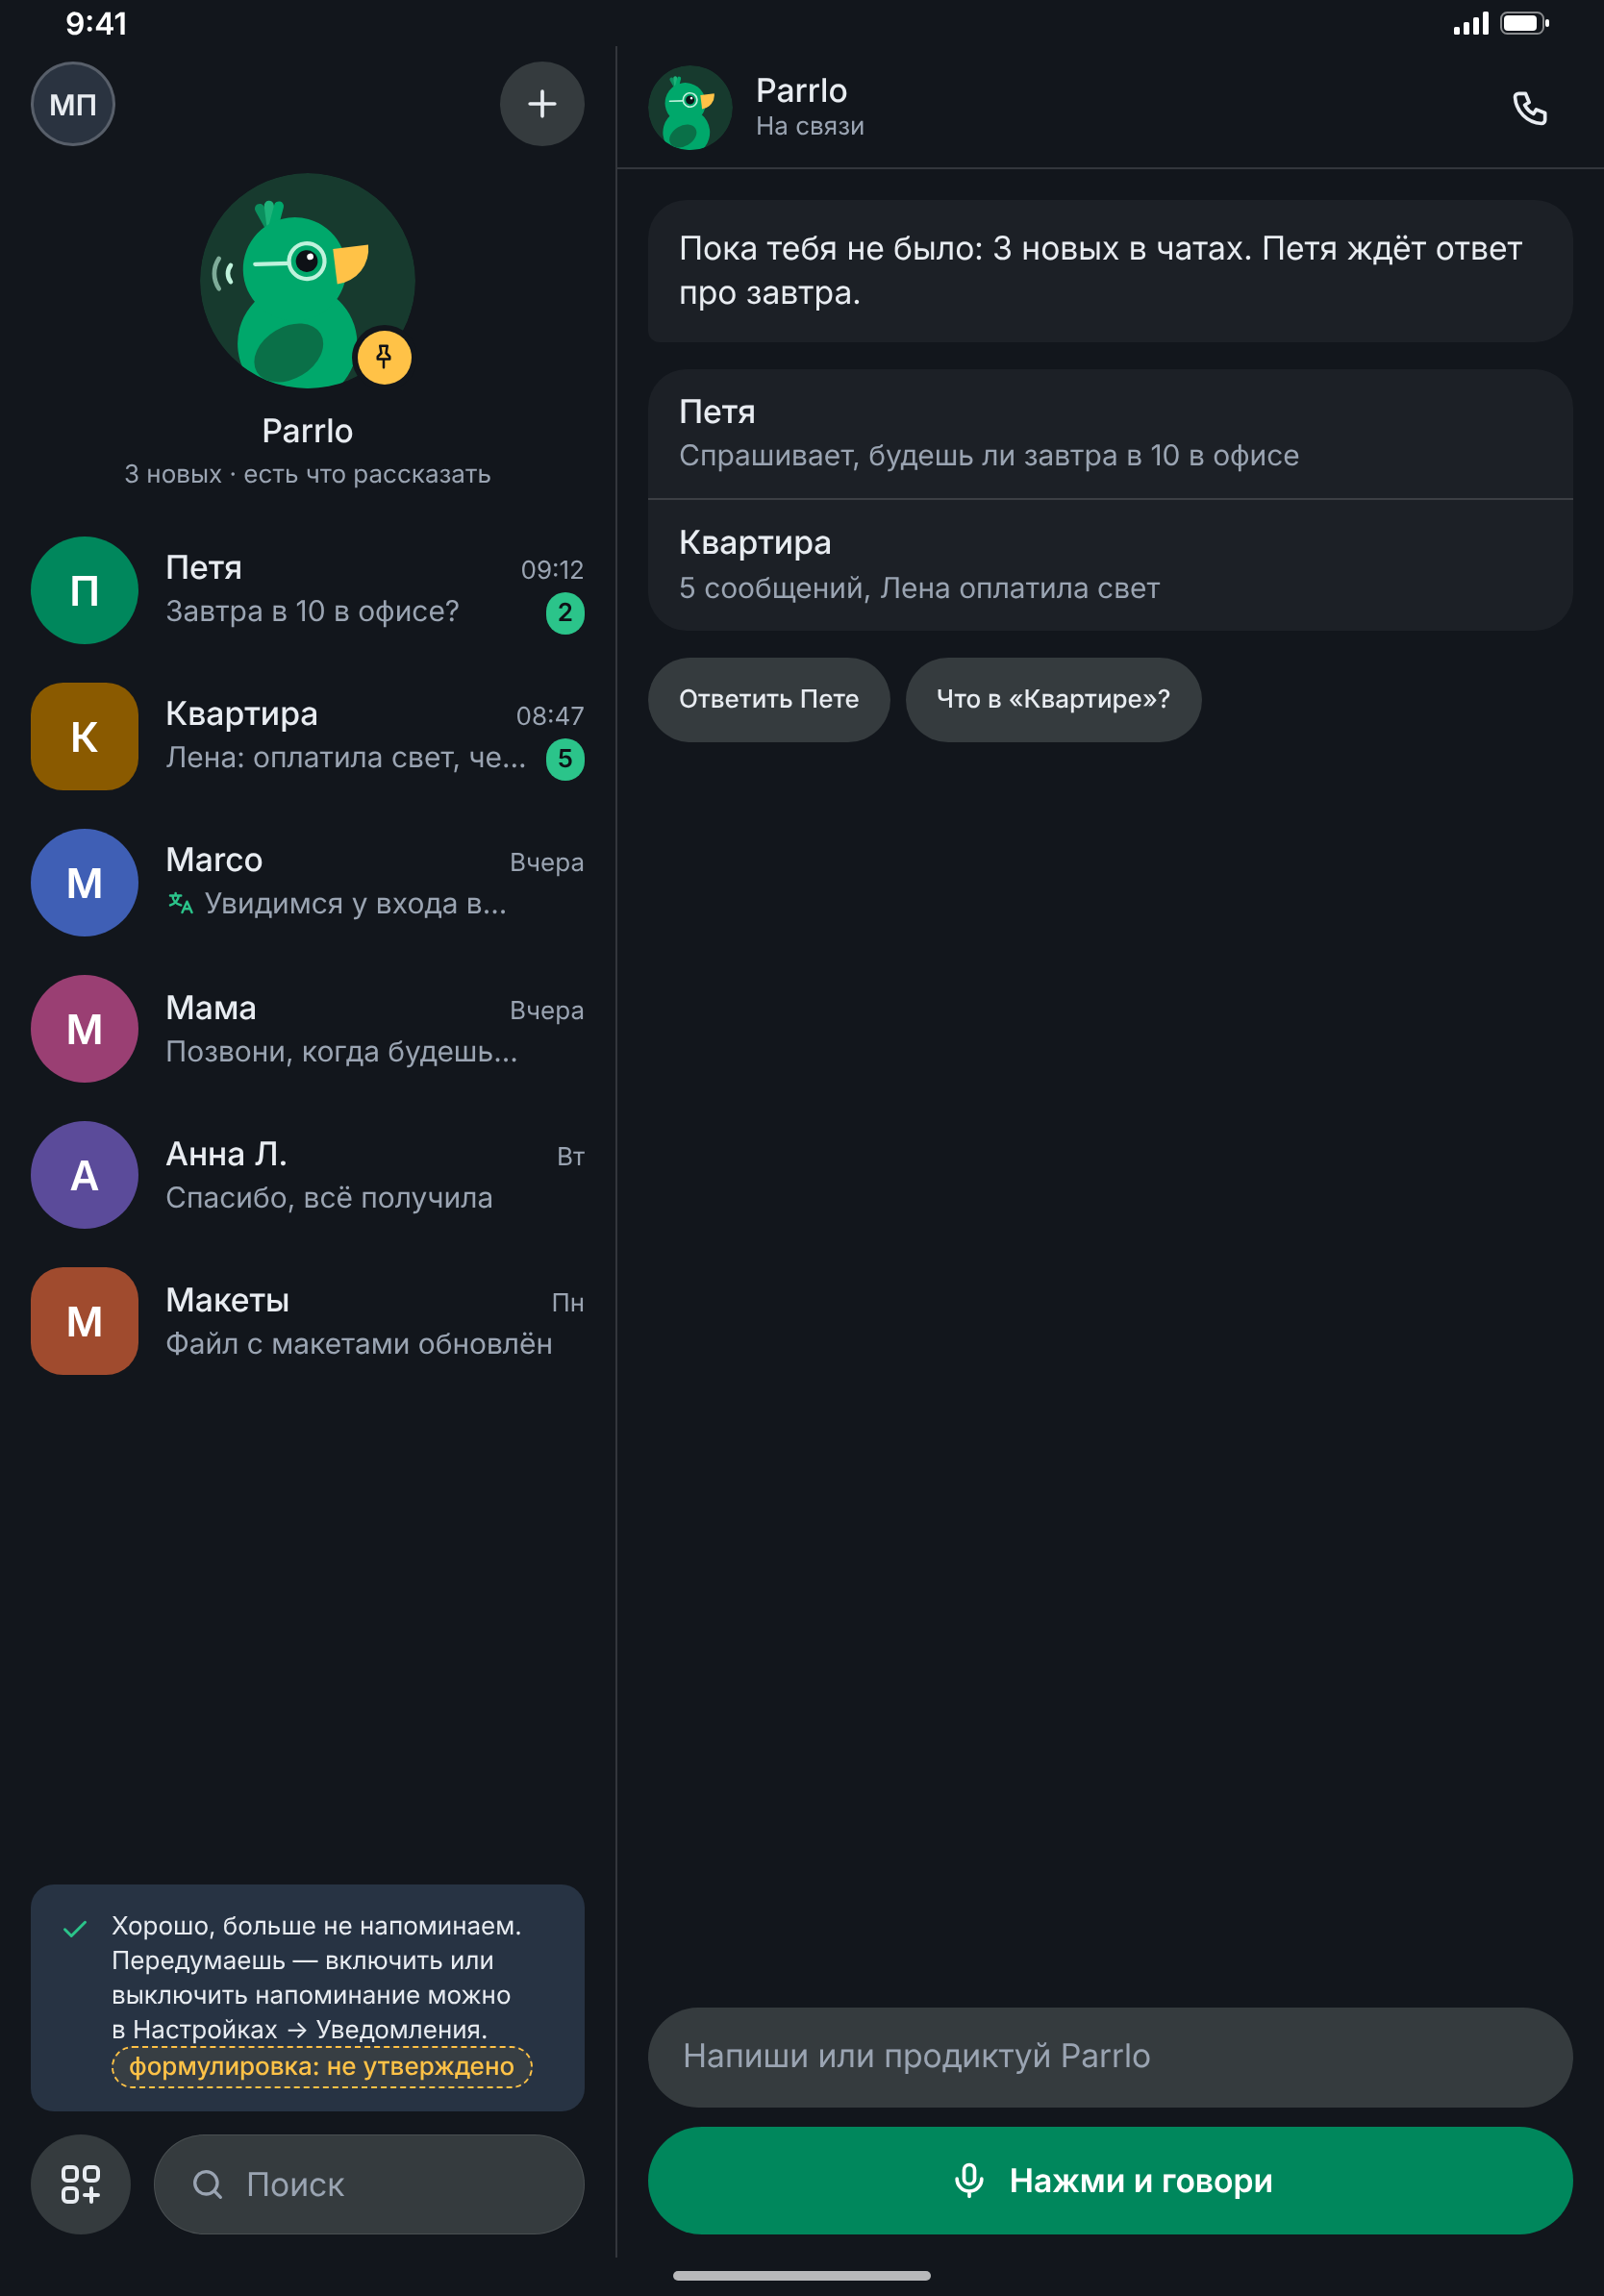 9:41
МП
Parrlo
3 новых · есть что рассказать
П
Петя
09:12
Завтра в 10 в офисе?
2
К
Квартира
08:47
Лена: оплатила свет, че...
5
M
Marco
Вчера
Увидимся у входа в...
М
Мама
Вчера
Позвони, когда будешь...
А
Анна Л.
Вт
Спасибо, всё получила
М
Макеты
Пн
Файл с макетами обновлён
Хорошо, больше не напоминаем.
Передумаешь — включить или
выключить напоминание можно
в Настройках → Уведомления.
формулировка: не утверждено
Поиск
Parrlo
На связи
Пока тебя не было: 3 новых в чатах. Петя ждёт ответ
про завтра.
Петя
Спрашивает, будешь ли завтра в 10 в офисе
Квартира
5 сообщений, Лена оплатила свет
Ответить Пете
Что в «Квартире»?
Напиши или продиктуй Parrlo
Нажми и говори